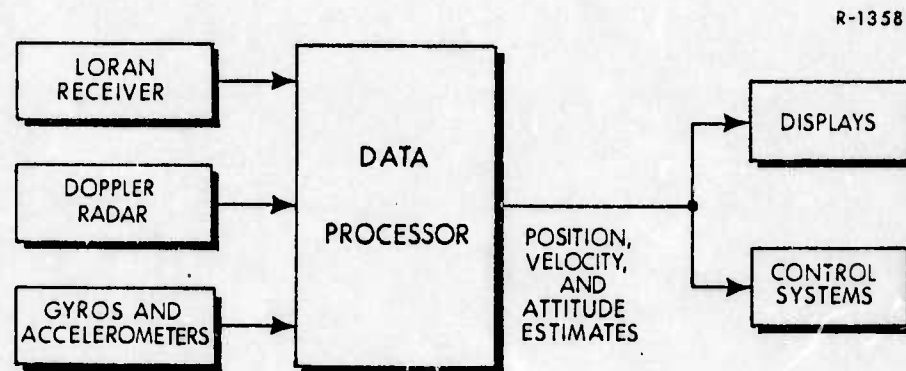 R-1358
LORAN
RECEIVER
DOPPLER
RADAR
GYROS AND
ACCELEROMETERS
DATA
PROCESSOR
POSITION,
VELOCITY,
AND
ATTITUDE
ESTIMATES
DISPLAYS
CONTROL
SYSTEMS